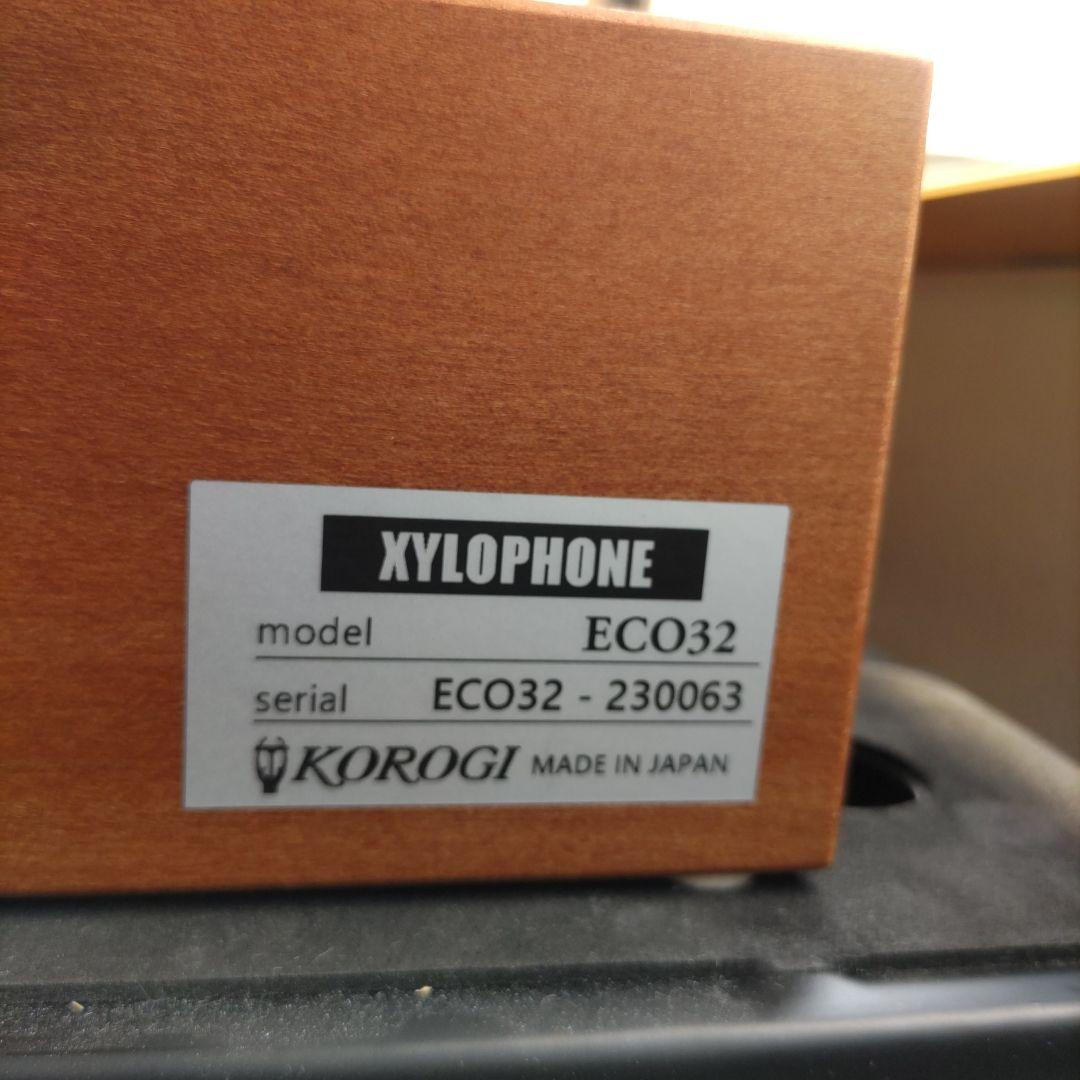 XYLOPHONE
model ECO32
serial ECO32 - 230063
KOROGI MADE IN JAPAN